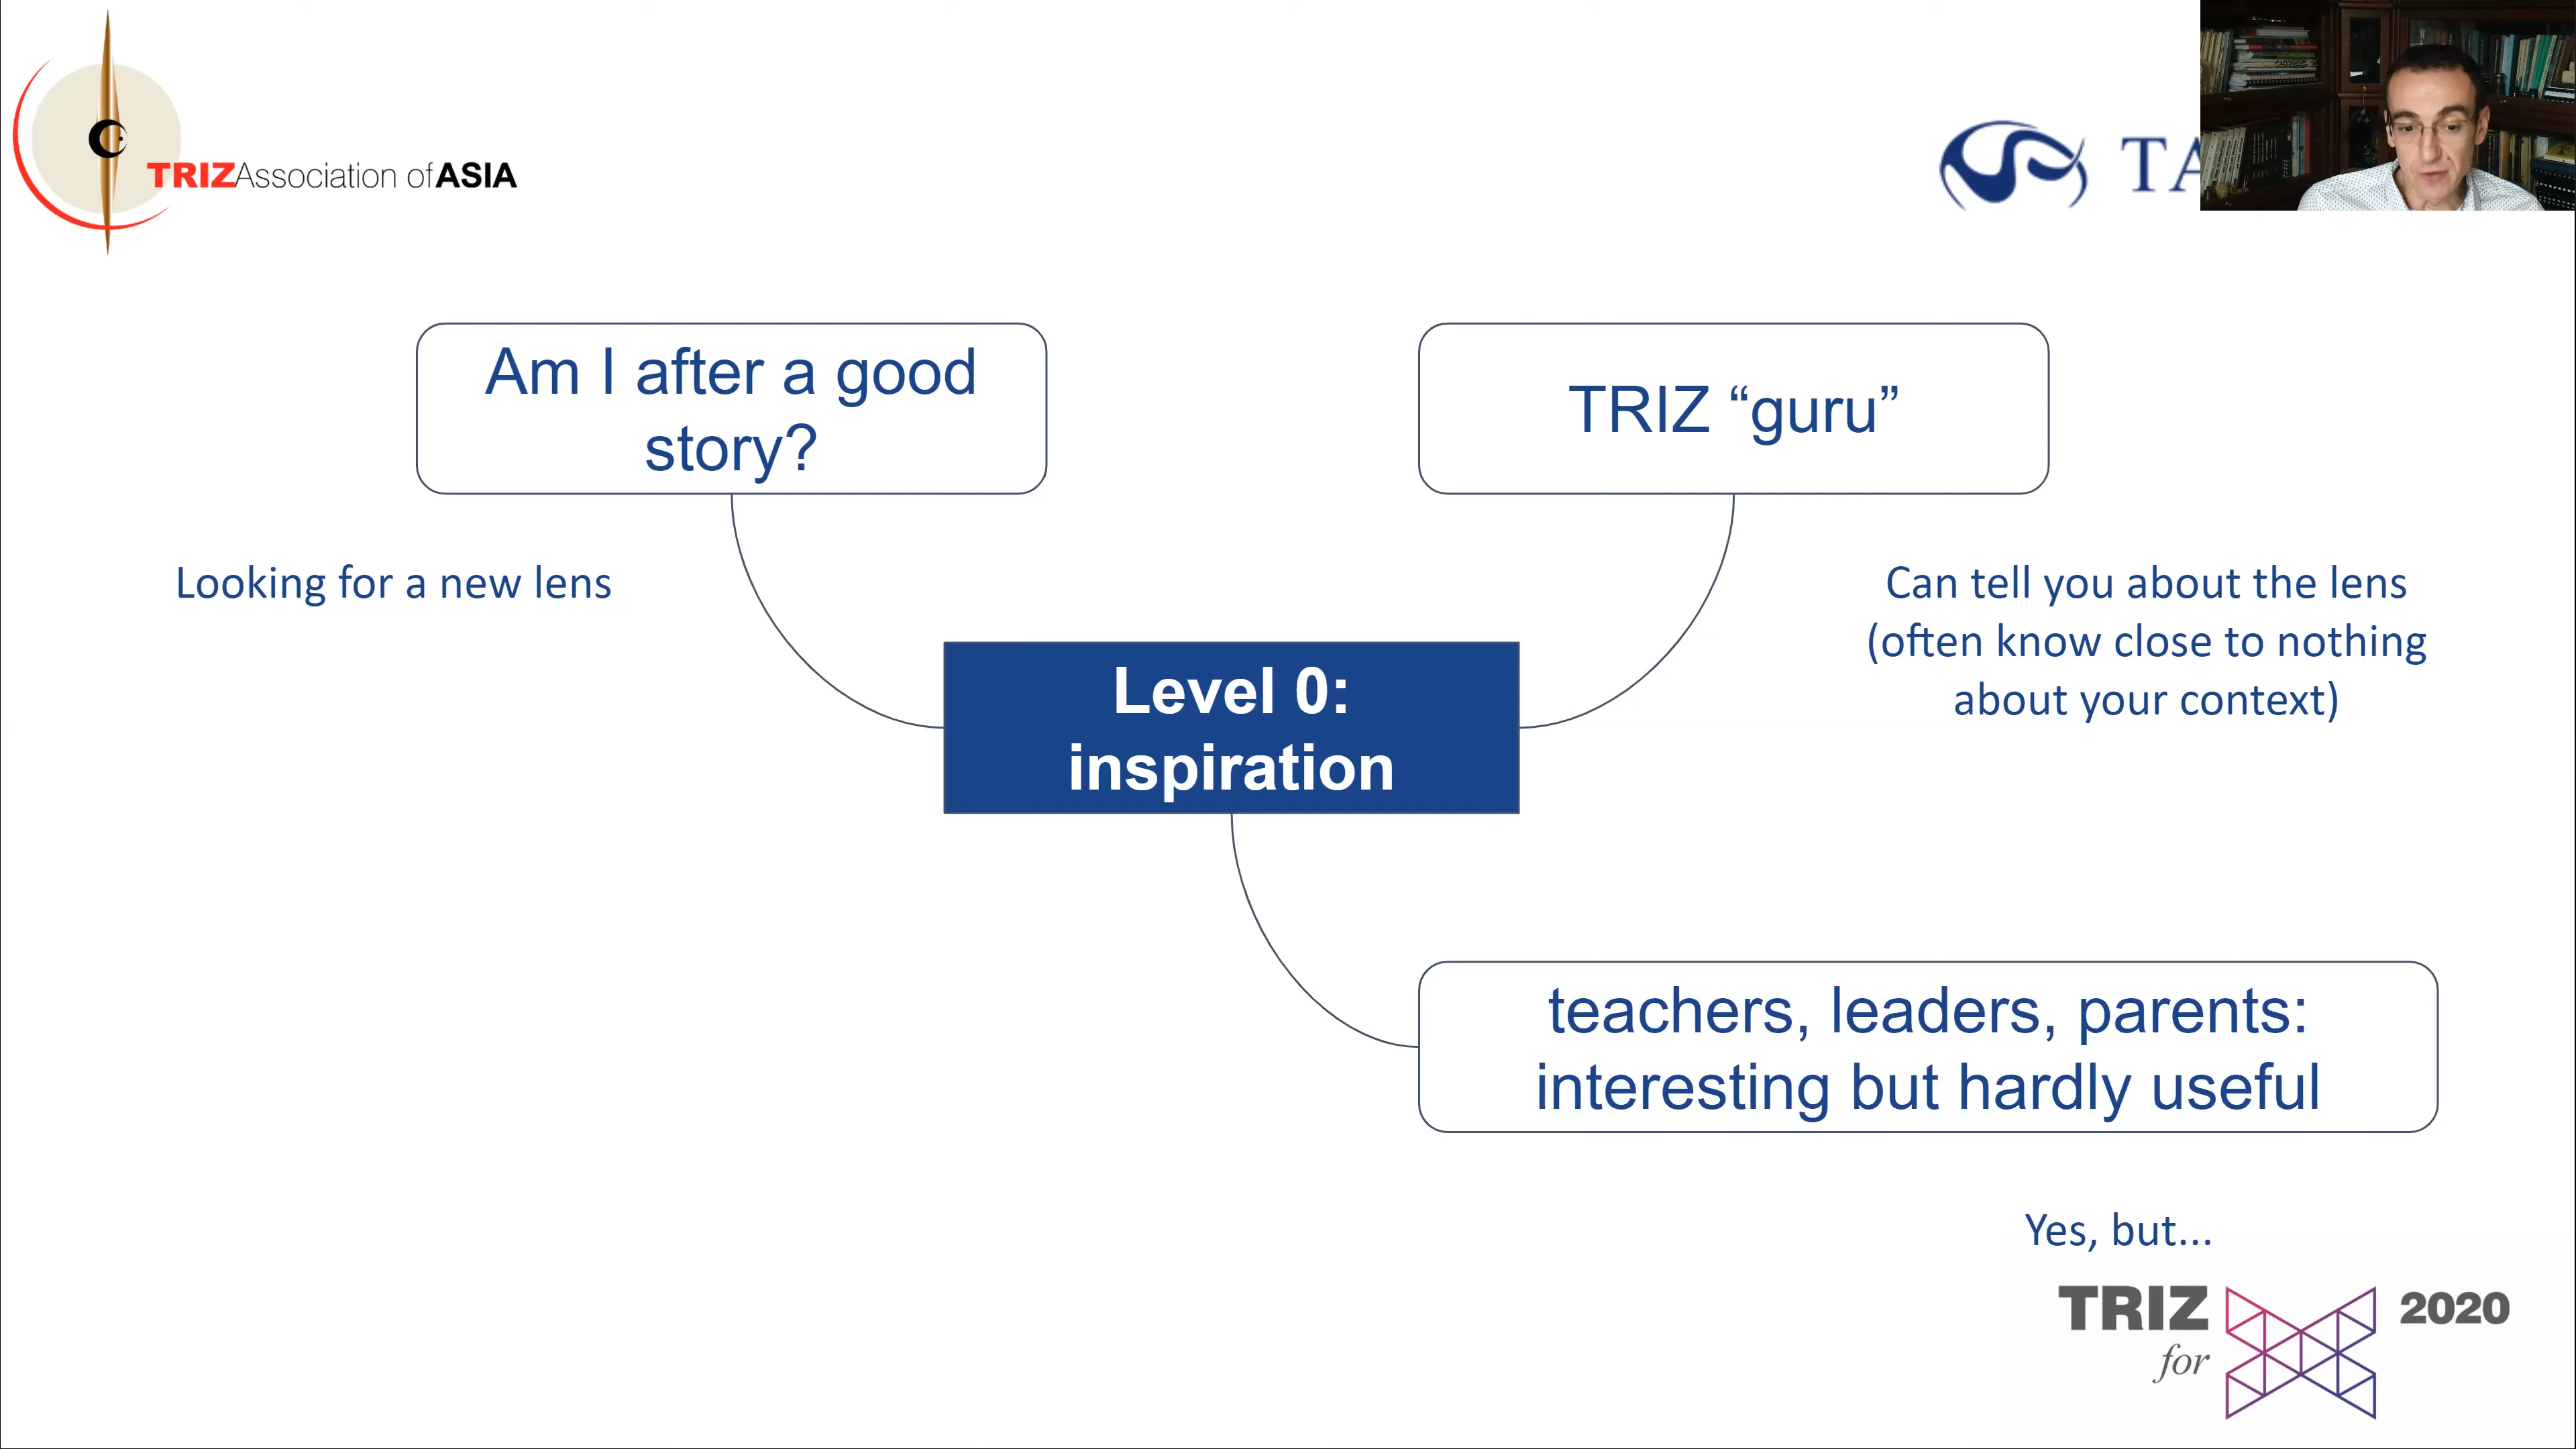 TRIZ Association of ASIA
Am I after a good
story?
TRIZ “guru”
Looking for a new lens
Can tell you about the lens
(often know close to nothing
about your context)
Level 0:
inspiration
teachers, leaders, parents:
interesting but hardly useful
Yes, but...
TRIZ
for
2020